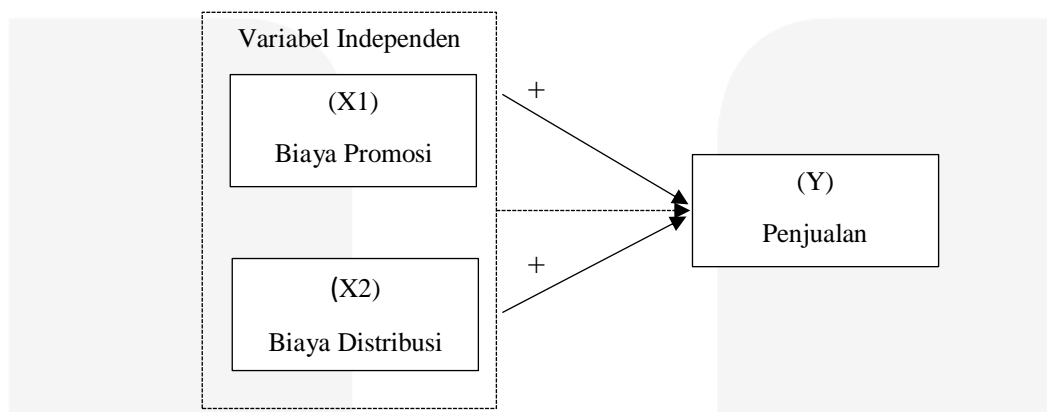 Variabel Independen
(X1)
Biaya Promosi
+
(Y)
Penjualan
+
(X2)
Biaya Distribusi